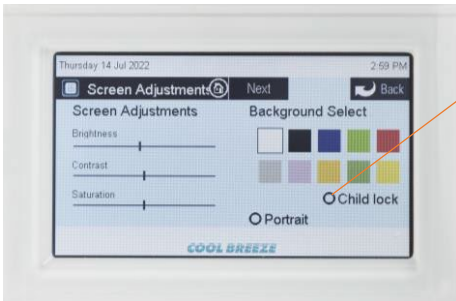 Thursday 14 Jul 2022 2:59 PM
Screen Adjustments Next Back
Screen Adjustments Background Select
Brightness
Contrast
Saturation
Child lock
Portrait
COOL BREEZE